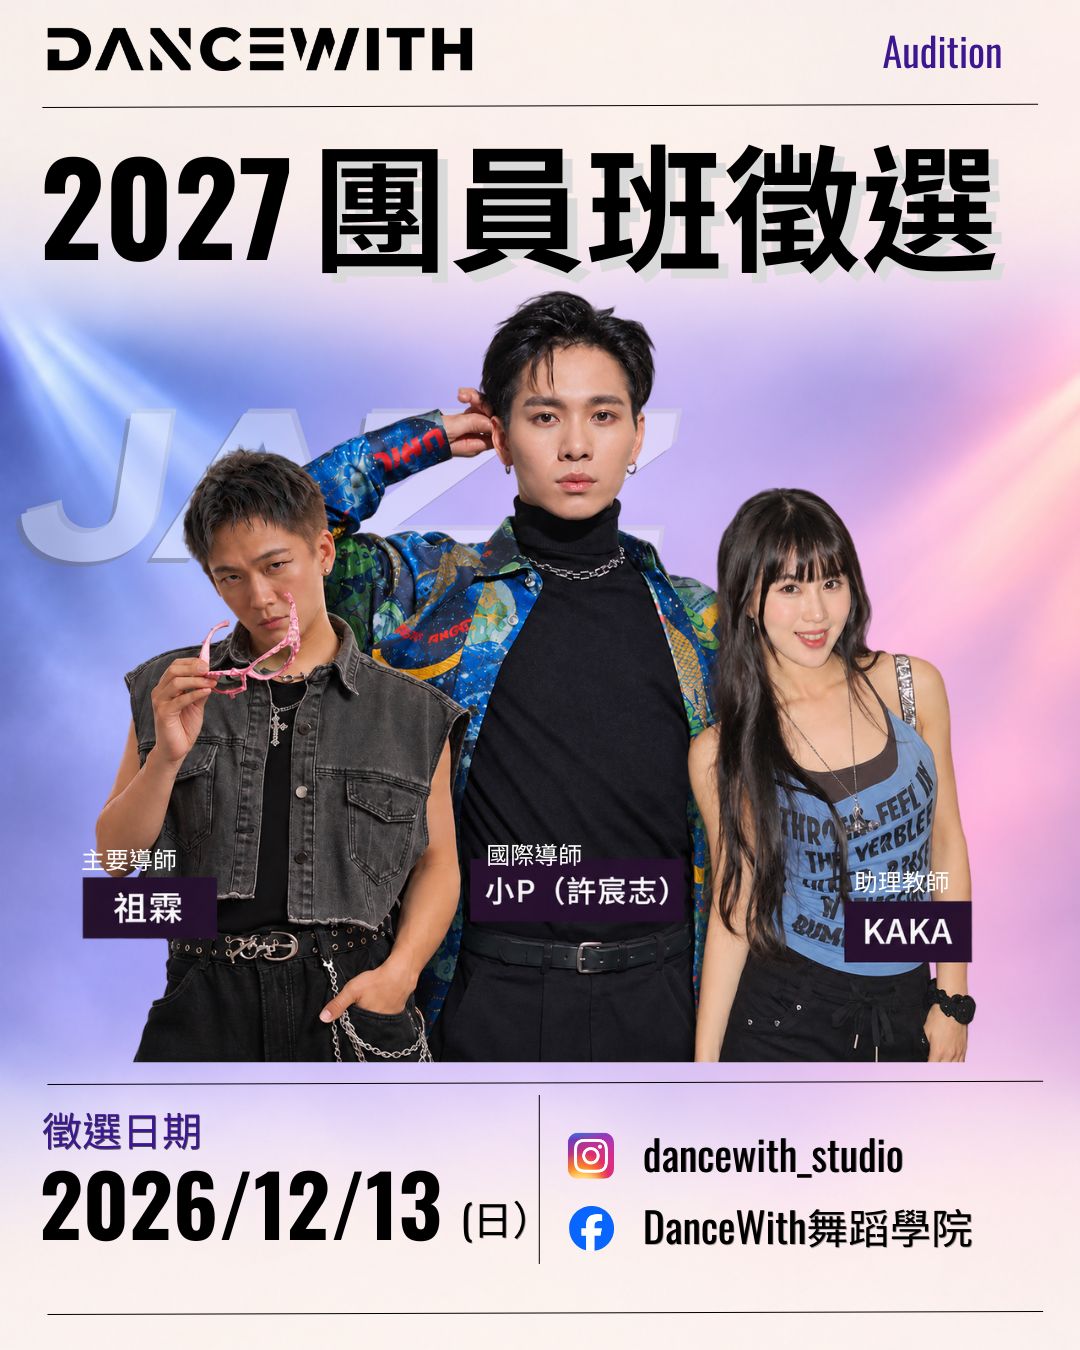 DANCEWITH
Audition
2027 團員班徵選
JAZZ
主要導師
祖霖
國際導師
小P（許宸志）
助理教師
KAKA
徵選日期
2026/12/13 (日）
dancewith_studio
DanceWith舞蹈學院